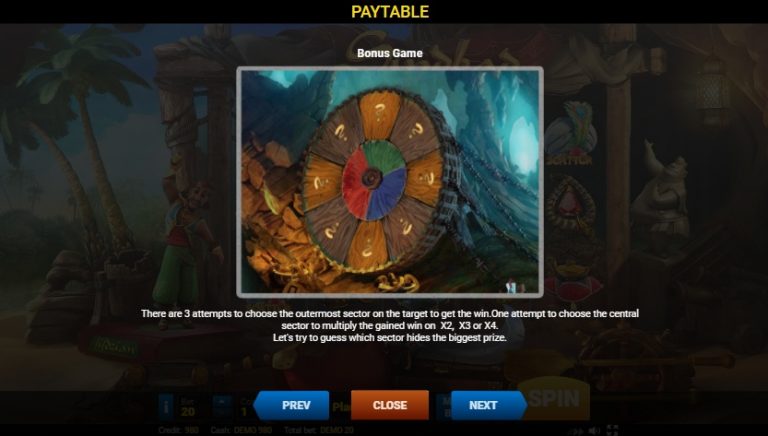 PAYTABLE
Bonus Game
There are 3 attempts to choose the outermost sector on the target to get the win.One attempt to choose the central
sector to multiply the gained win on X2, X3 or X4.
Let's try to guess which sector hides the biggest prize.
SCATTER
Bet
20
1
PREV
CLOSE
NEXT
SPIN
Credit: 980 Cash: DEMO 980 Total bet: DEMO 20